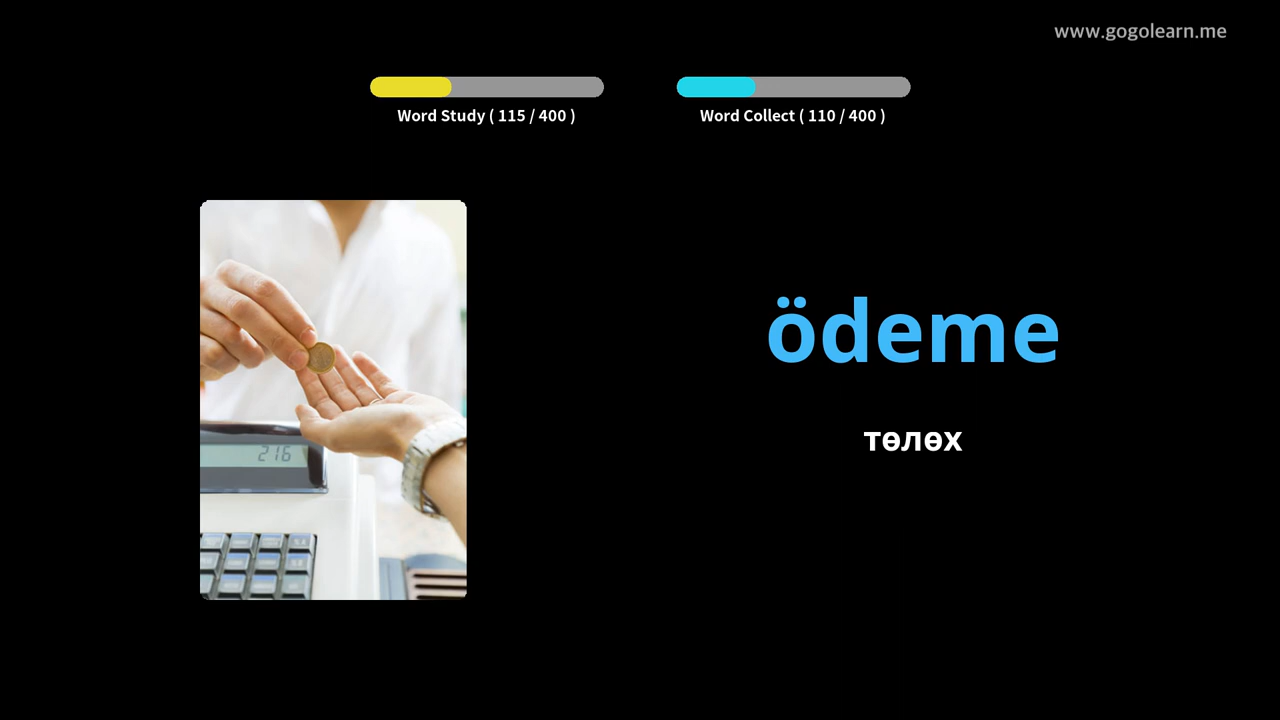 www.gogolearn.me
Word Study ( 115 / 400 )
Word Collect ( 110 / 400 )
ödeme
төлөх
216